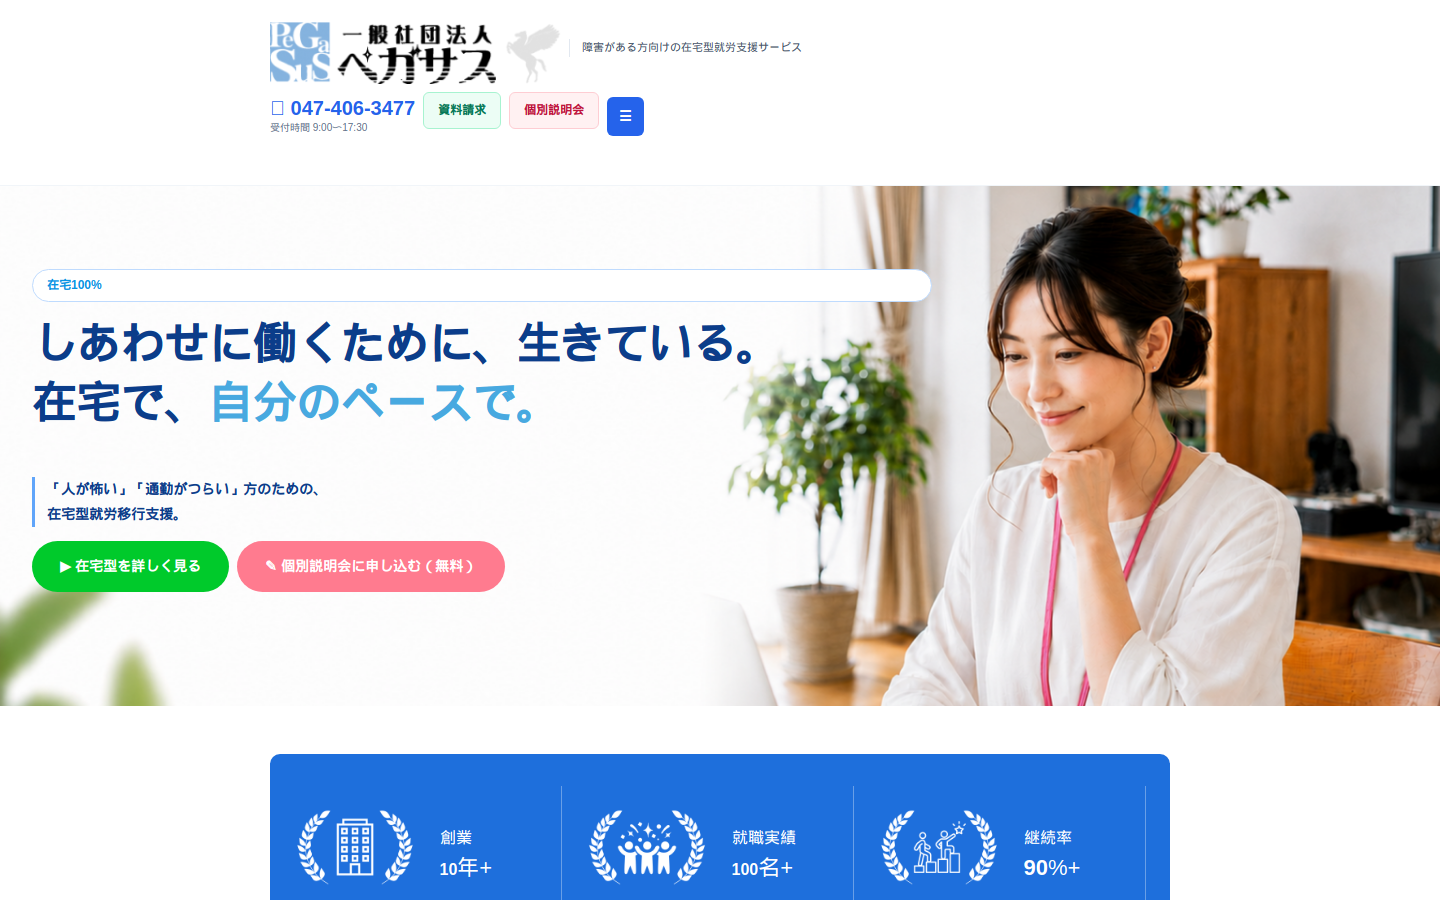 PeGaSuS
一般社団法人
ペガサス
障害がある方向けの在宅型就労支援サービス
047-406-3477
受付時間 9:00〜17:30
資料請求
個別説明会
☰
在宅100%
しあわせに働くために、生きている。
在宅で、自分のペースで。
「人が怖い」「通勤がつらい」方のための、
在宅型就労移行支援。
▶ 在宅型を詳しく見る
✎ 個別説明会に申し込む（無料）
創業
10年+
就職実績
100名+
継続率
90%+